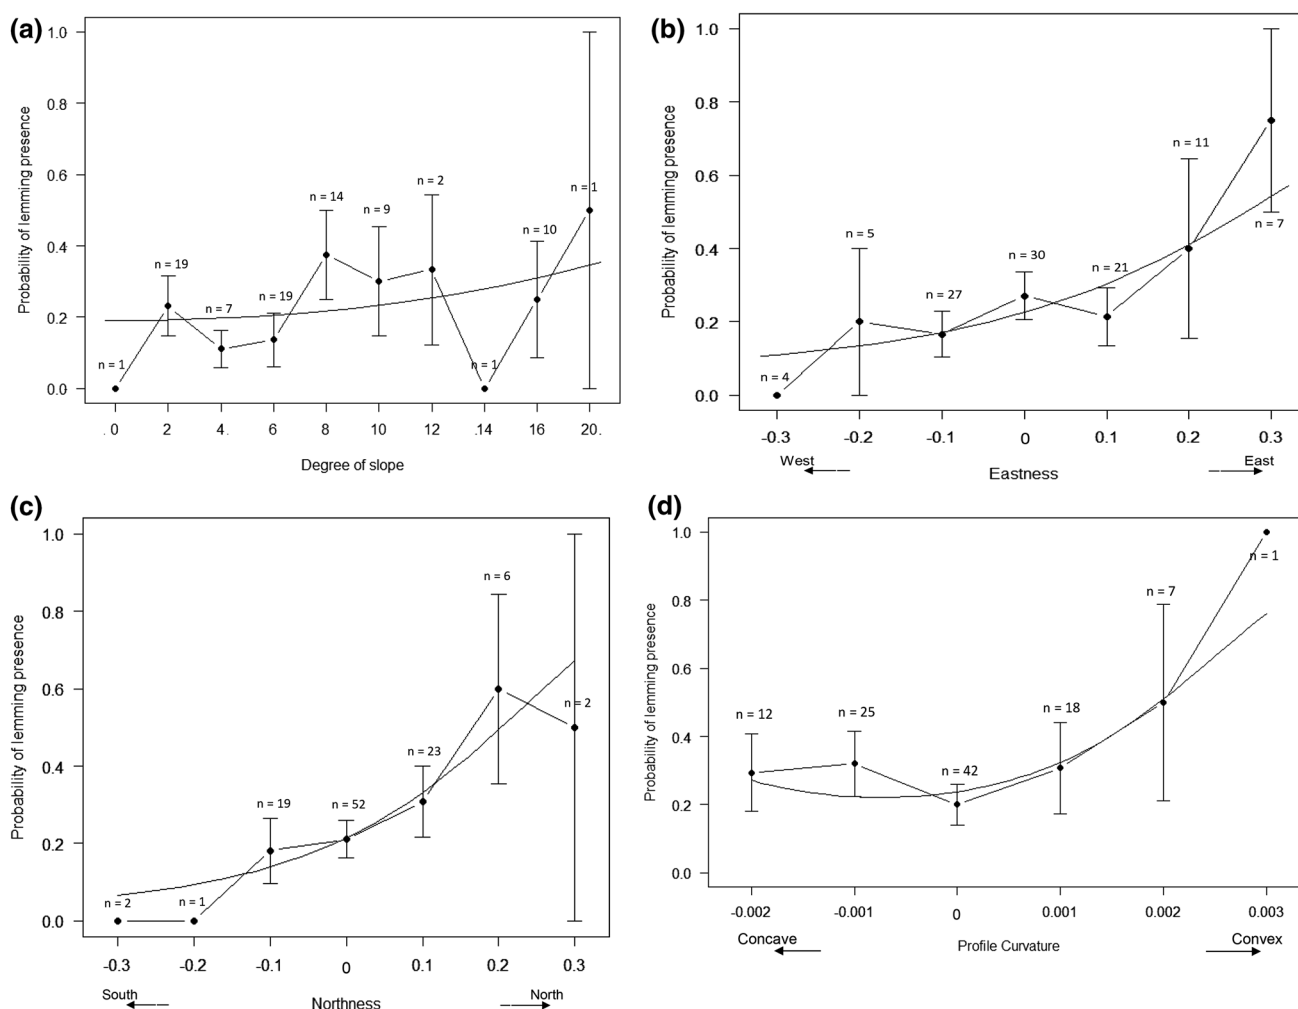 (a)
Probability of lemming presence
1.0
0.8
0.6
0.4
0.2
0.0
n = 1
n = 19
n = 7
n = 19
n = 14
n = 9
n = 2
n = 1
n = 10
n = 1
. 0 2 4. 6 8 10 12 .14 16 20.
Degree of slope
(b)
Probability of lemming presence
1.0
0.8
0.6
0.4
0.2
0.0
n = 4
n = 5
n = 27
n = 30
n = 21
n = 11
n = 7
-0.3 -0.2 -0.1 0 0.1 0.2 0.3
West East
Eastness
(c)
Probability of lemming presence
1.0
0.8
0.6
0.4
0.2
0.0
n = 2
n = 1
n = 19
n = 52
n = 23
n = 6
n = 2
-0.3 -0.2 -0.1 0 0.1 0.2 0.3
South North
Northness
(d)
Probability of lemming presence
1.0
0.8
0.6
0.4
0.2
0.0
n = 12
n = 25
n = 42
n = 18
n = 7
n = 1
-0.002 -0.001 0 0.001 0.002 0.003
Concave Convex
Profile Curvature